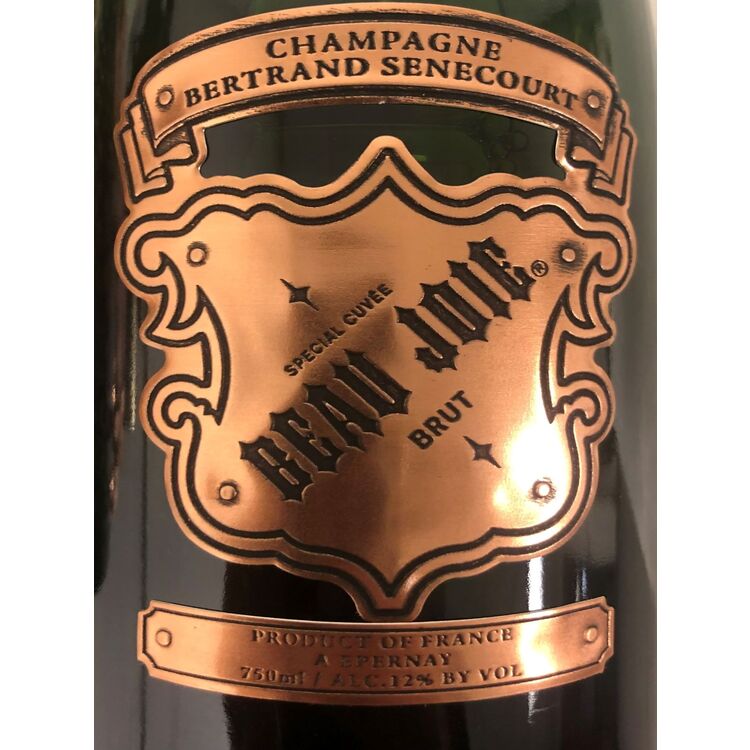 CHAMPAGNE
BERTRAND SENECOURT
SPECIAL CUVÉE
BEAU JOIE®
BRUT
PRODUCT OF FRANCE
A EPERNAY
750ml / ALC.12% BY VOL